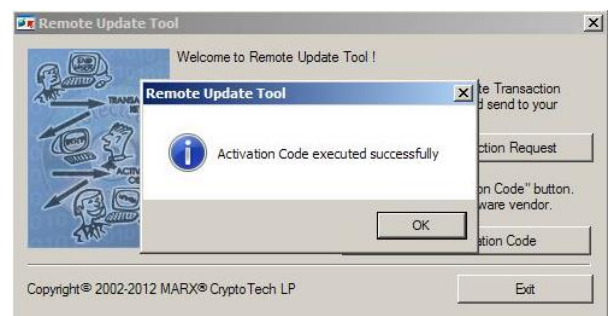 Remote Update Tool
Welcome to Remote Update Tool !
te Transaction
d send to your
Remote Update Tool
Activation Code executed successfully
OK
ction Request
on Code" button.
ware vendor.
ation Code
Copyright© 2002-2012 MARX® CryptoTech LP
Exit